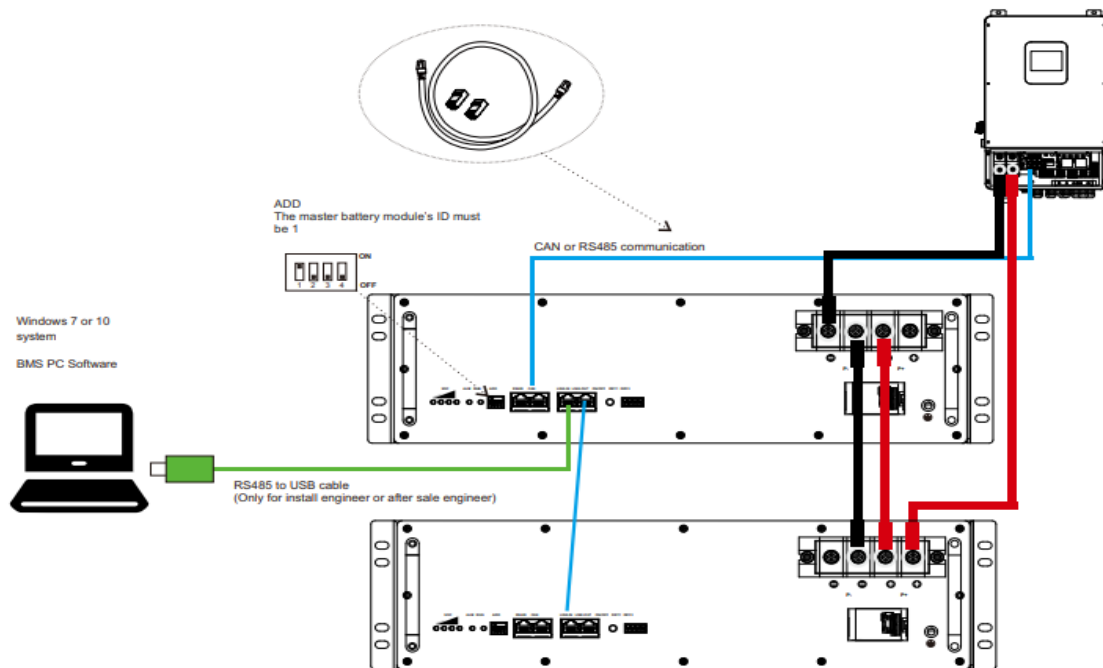 ADD
The master battery module's ID must
be 1
CAN or RS485 communication
ON
1 2 3 4
OFF
Windows 7 or 10
system
BMS PC Software
P- P+
RS485 to USB cable
(Only for install engineer or after sale engineer)
P- P+